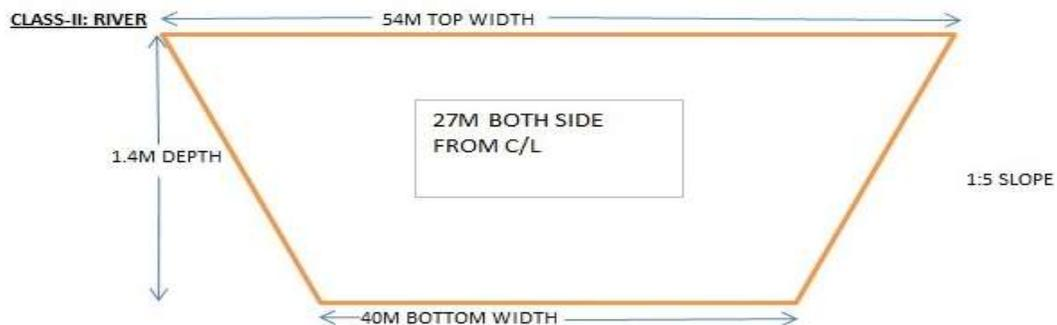 CLASS-II: RIVER
54M TOP WIDTH
27M BOTH SIDE
FROM C/L
1.4M DEPTH
1:5 SLOPE
40M BOTTOM WIDTH